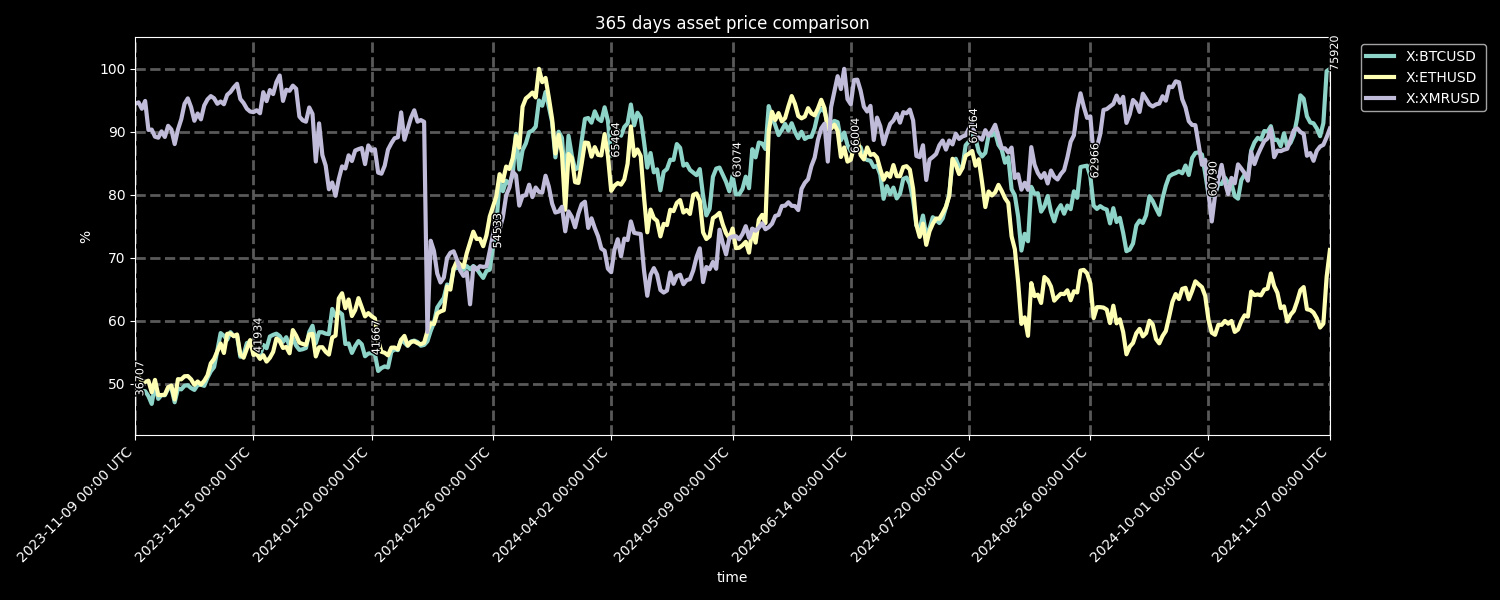 365 days asset price comparison
100
90
80
70
60
50
%
36707
41934
41667
54533
65464
63074
66004
67164
62966
60790
75920
X:BTCUSD
X:ETHUSD
X:XMRUSD
2023-11-09 00:00 UTC
2023-12-15 00:00 UTC
2024-01-20 00:00 UTC
2024-02-26 00:00 UTC
2024-04-02 00:00 UTC
2024-05-09 00:00 UTC
2024-06-14 00:00 UTC
2024-07-20 00:00 UTC
2024-08-26 00:00 UTC
2024-10-01 00:00 UTC
2024-11-07 00:00 UTC
time